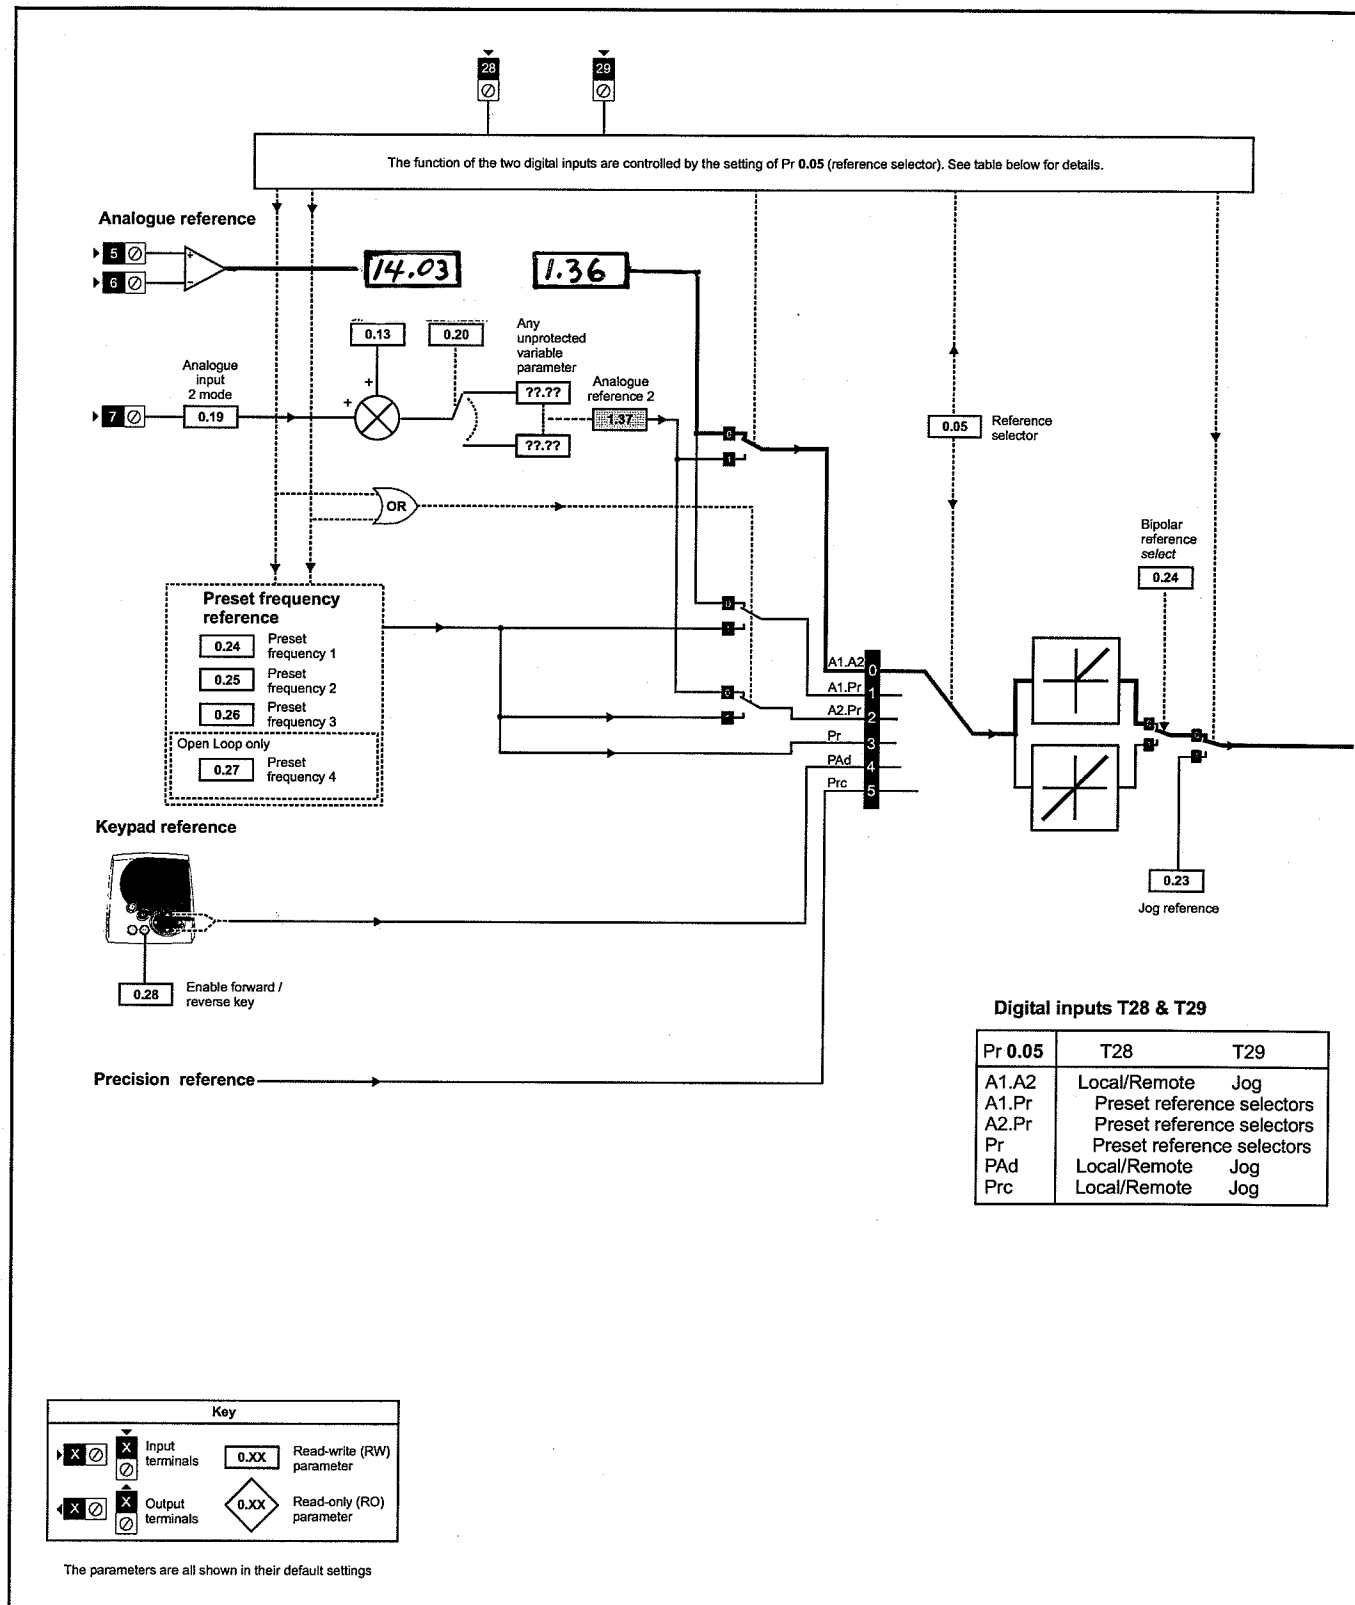 28
29
The function of the two digital inputs are controlled by the setting of Pr 0.05 (reference selector). See table below for details.
Analogue reference
5
+
6
−
14.03
1.36
0.13
0.20
Any
unprotected
variable
parameter
Analogue
input
2 mode
+
+
??.??
Analogue
reference 2
7
0.19
1.37
??.??
0
1
0.05
Reference
selector
OR
Bipolar
reference
select
0.24
Preset frequency
reference
0.24
Preset
frequency 1
0.25
Preset
frequency 2
0.26
Preset
frequency 3
Open Loop only
0.27
Preset
frequency 4
A1.A2
0
A1.Pr
1
A2.Pr
2
Pr
3
PAd
4
Prc
5
0.23
Jog reference
Keypad reference
0.28
Enable forward /
reverse key
Precision reference
Digital inputs T28 & T29
Pr 0.05 T28 T29
A1.A2 Local/Remote Jog
A1.Pr Preset reference selectors
A2.Pr Preset reference selectors
Pr Preset reference selectors
PAd Local/Remote Jog
Prc Local/Remote Jog
Key
X
X
Input
terminals
0.XX
Read-write (RW)
parameter
X
X
Output
terminals
0.XX
Read-only (RO)
parameter
The parameters are all shown in their default settings